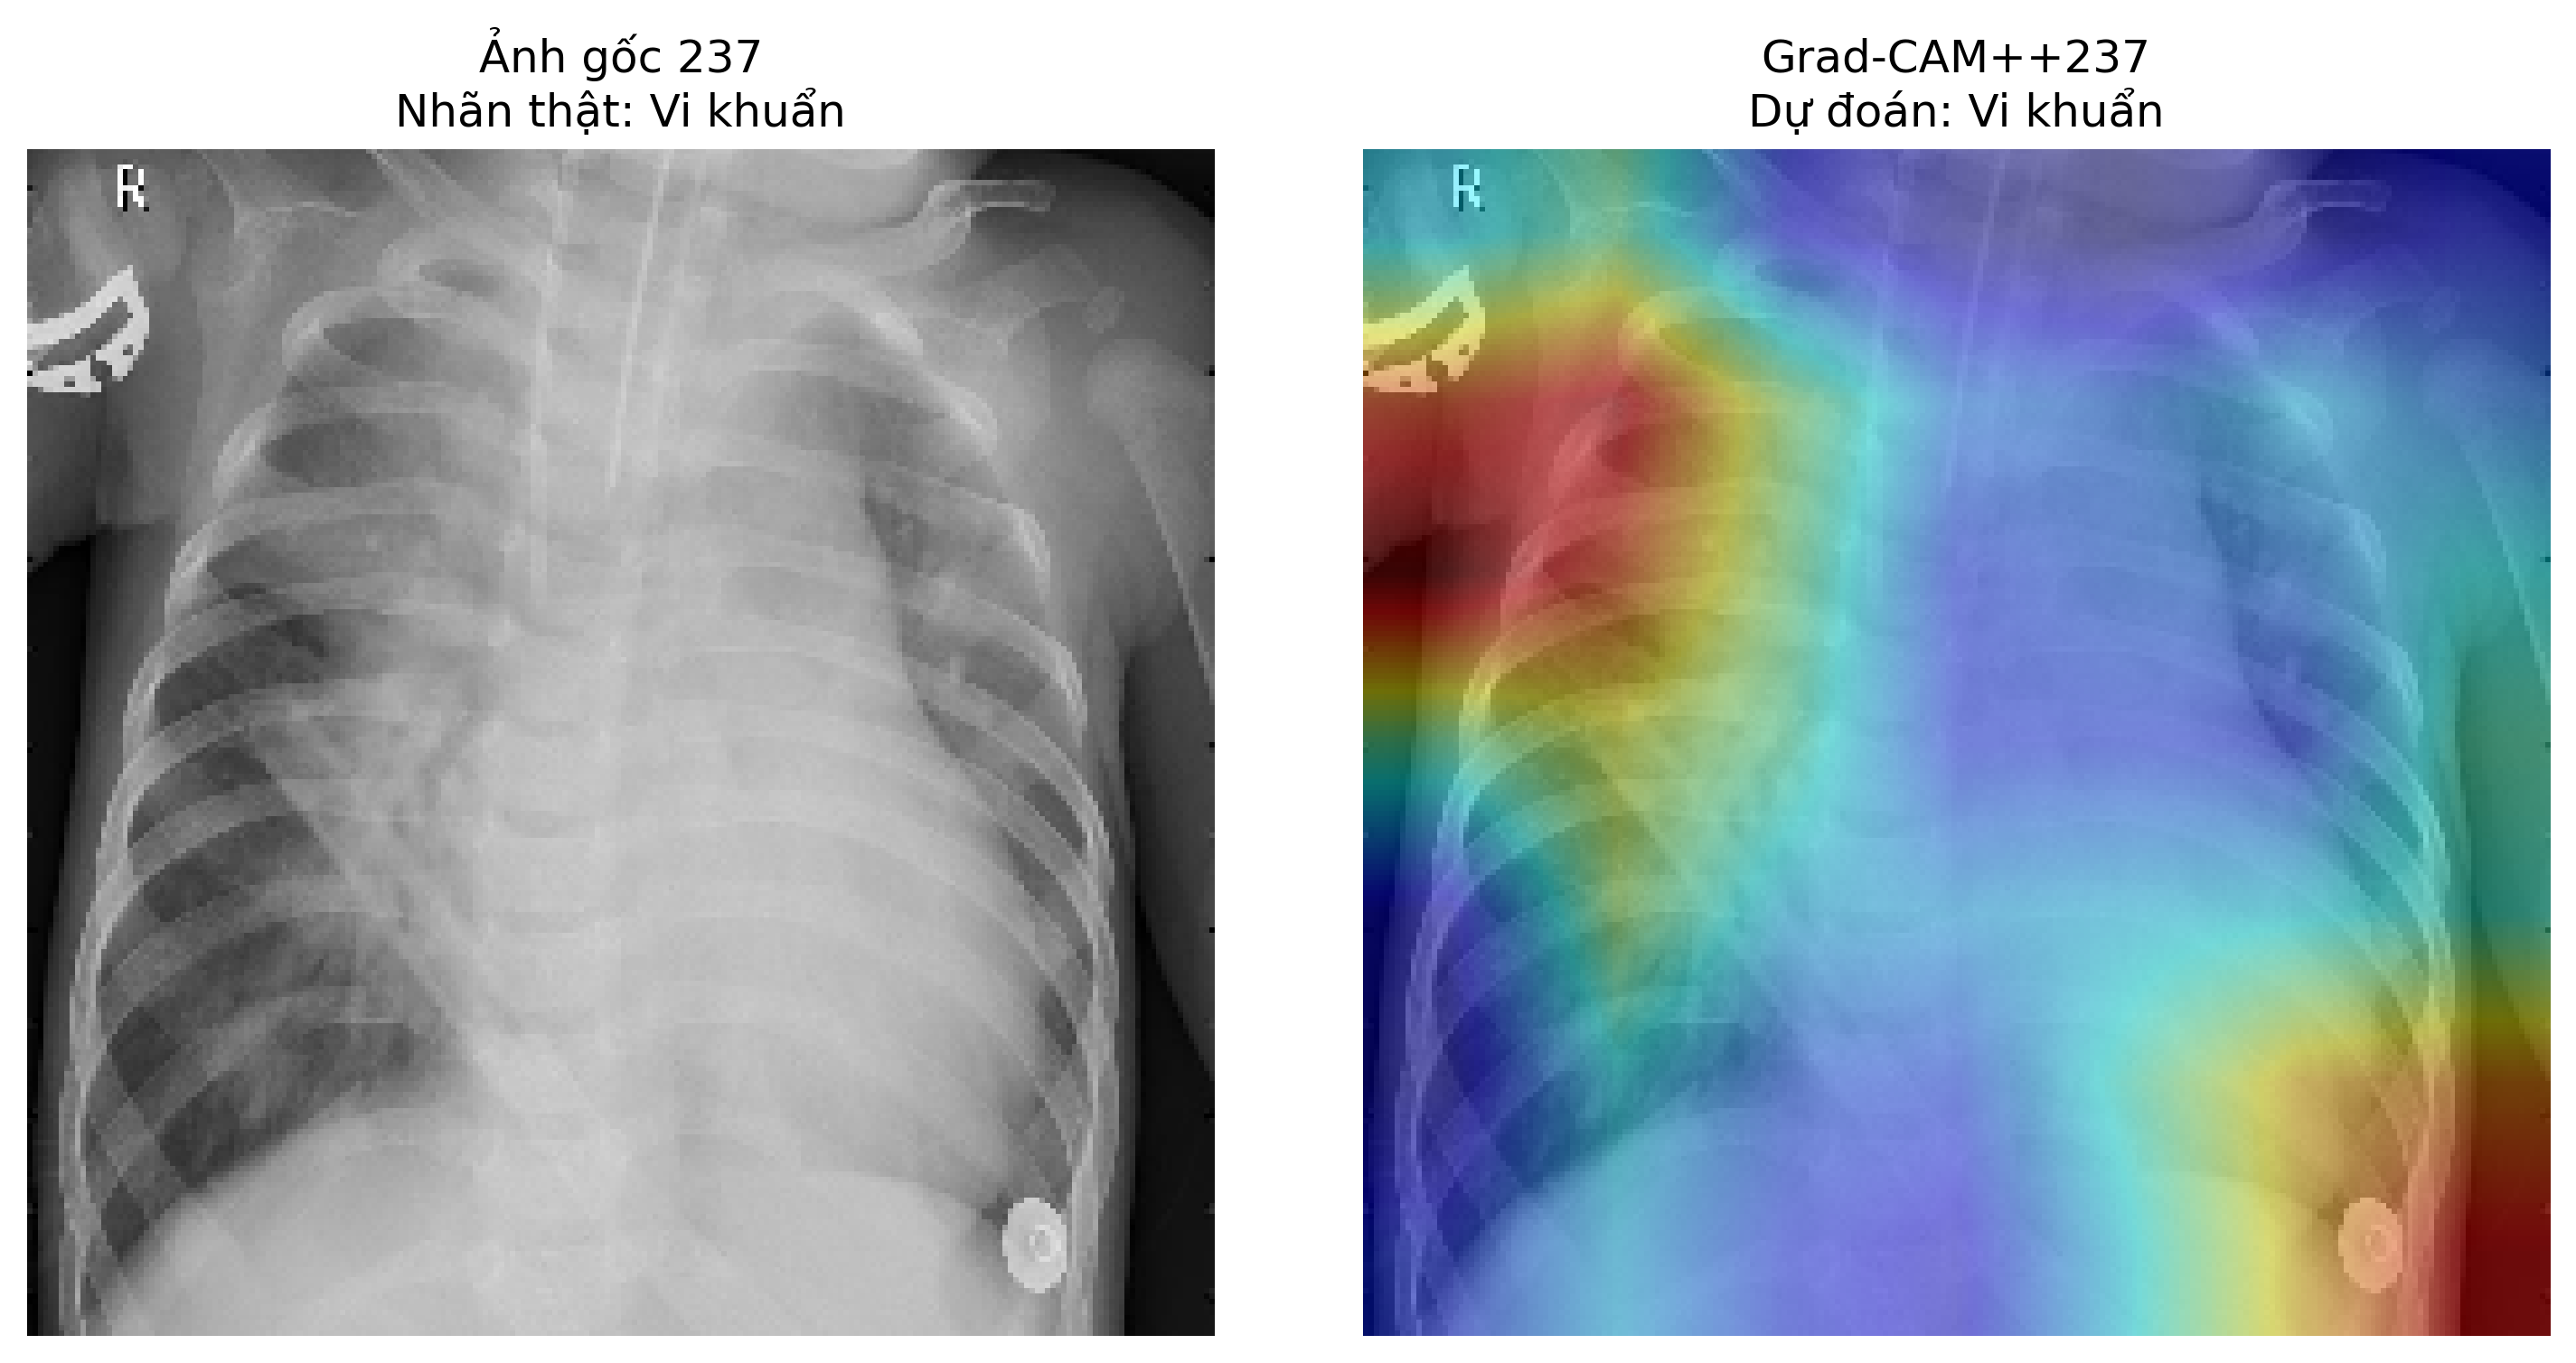 Ảnh gốc 237
Nhãn thật: Vi khuẩn
Grad-CAM++237
Dự đoán: Vi khuẩn
R
R